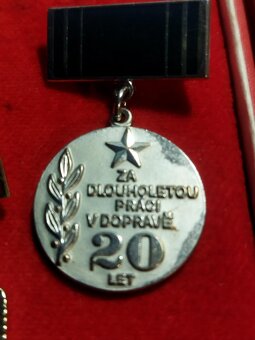 ZA
DLOUHOLETOU
PRÁCI
V DOPRAVĚ
20
LET